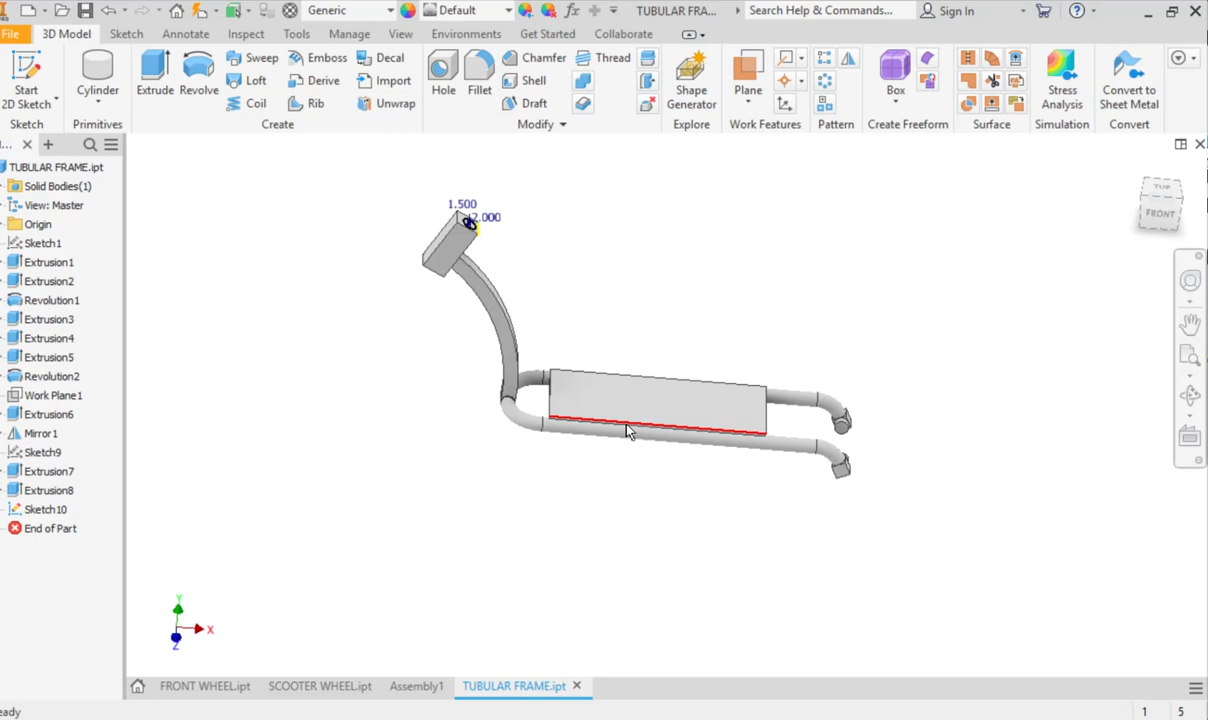 PRO
Generic
Default
TUBULAR FRA...
Search Help & Commands...
Sign In
File
3D Model
Sketch
Annotate
Inspect
Tools
Manage
View
Environments
Get Started
Collaborate
Start
2D Sketch
Cylinder
Extrude
Revolve
Sweep
Emboss
Decal
Loft
Derive
Import
Coil
Rib
Unwrap
Hole
Fillet
Chamfer
Thread
Shell
Draft
Shape
Generator
Plane
Box
Stress
Analysis
Convert to
Sheet Metal
Sketch
Primitives
Create
Modify
Explore
Work Features
Pattern
Create Freeform
Surface
Simulation
Convert
TUBULAR FRAME.ipt
Solid Bodies(1)
View: Master
Origin
Sketch1
Extrusion1
Extrusion2
Revolution1
Extrusion3
Extrusion4
Extrusion5
Revolution2
Work Plane1
Extrusion6
Mirror1
Sketch9
Extrusion7
Extrusion8
Sketch10
End of Part
1.500
2.000
TOP
FRONT
Y
X
Z
FRONT WHEEL.ipt
SCOOTER WHEEL.ipt
Assembly1
TUBULAR FRAME.ipt
eady
1
5